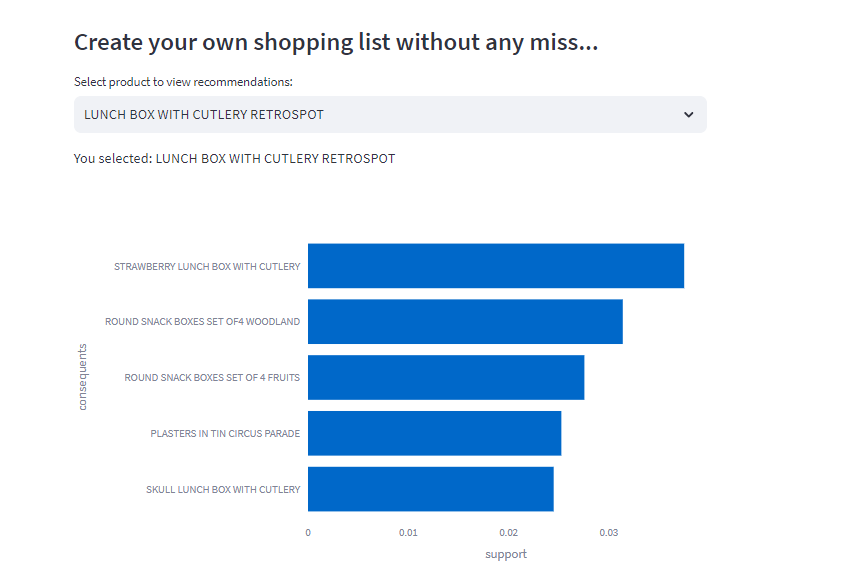 Create your own shopping list without any miss...
Select product to view recommendations:
LUNCH BOX WITH CUTLERY RETROSPOT
You selected: LUNCH BOX WITH CUTLERY RETROSPOT
consequents
STRAWBERRY LUNCH BOX WITH CUTLERY
ROUND SNACK BOXES SET OF4 WOODLAND
ROUND SNACK BOXES SET OF 4 FRUITS
PLASTERS IN TIN CIRCUS PARADE
SKULL LUNCH BOX WITH CUTLERY
0 0.01 0.02 0.03
support